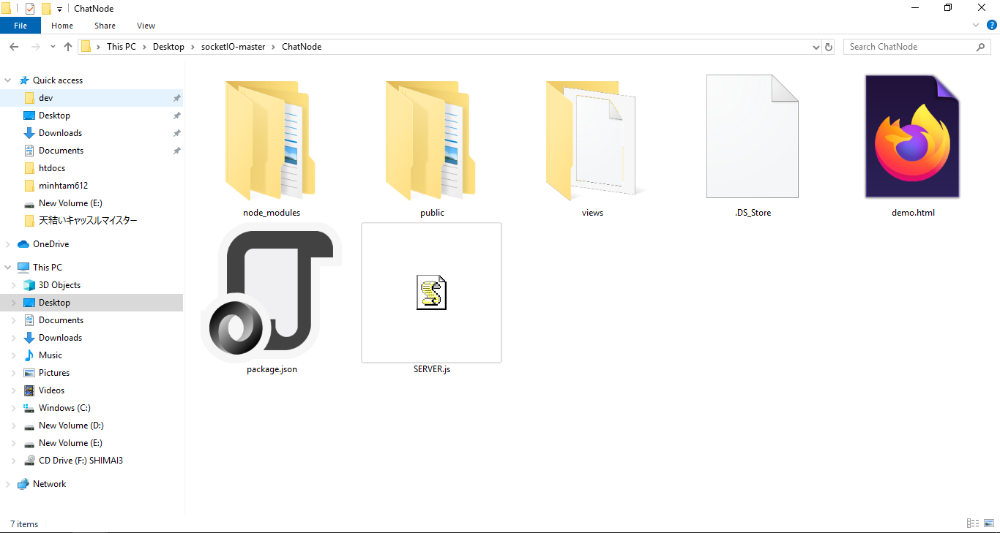 ChatNode
File Home Share View
This PC Desktop socketIO-master ChatNode
Search ChatNode
Quick access
dev
Desktop
Downloads
Documents
htdocs
minhtam612
New Volume (E:)
天結いキャッスルマイスター
OneDrive
This PC
3D Objects
Desktop
Documents
Downloads
Music
Pictures
Videos
Windows (C:)
New Volume (D:)
New Volume (E:)
CD Drive (F:) SHIMAI3
Network
node_modules public views .DS_Store demo.html
package.json SERVER.js
7 items